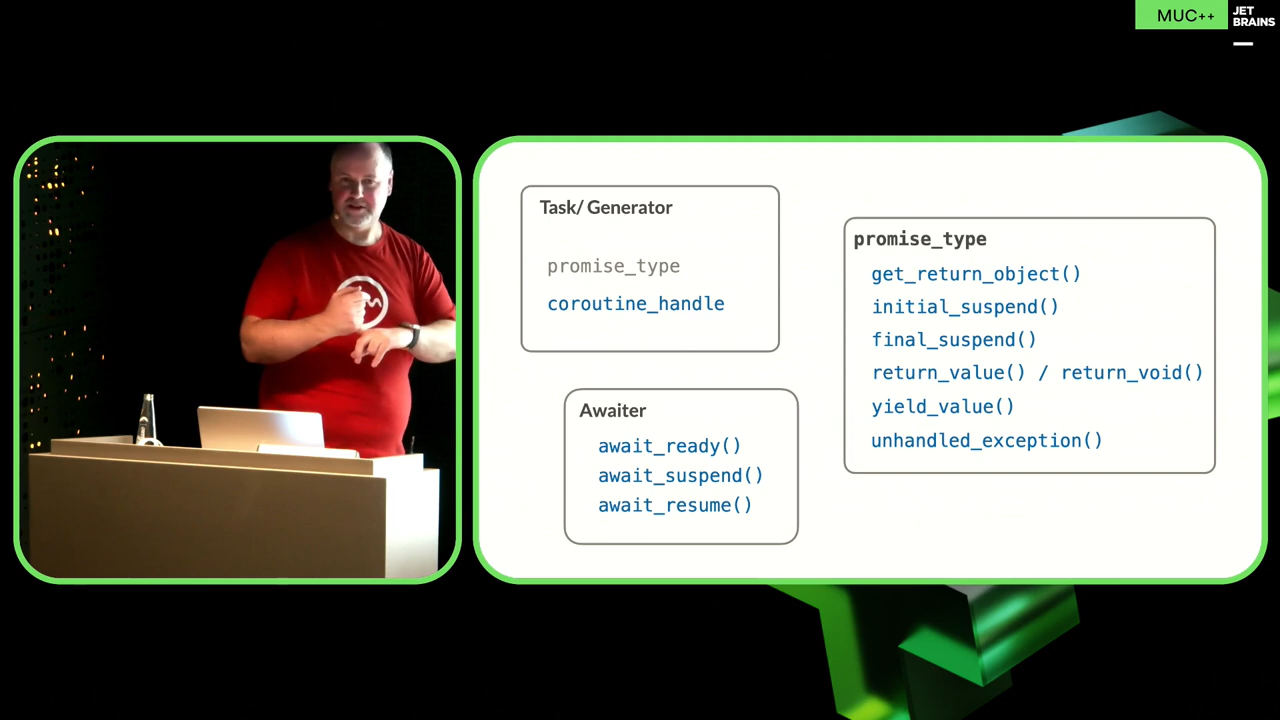 MUC++
JET
BRAINS
Task/ Generator
promise_type
coroutine_handle
Awaiter
await_ready()
await_suspend()
await_resume()
promise_type
get_return_object()
initial_suspend()
final_suspend()
return_value() / return_void()
yield_value()
unhandled_exception()